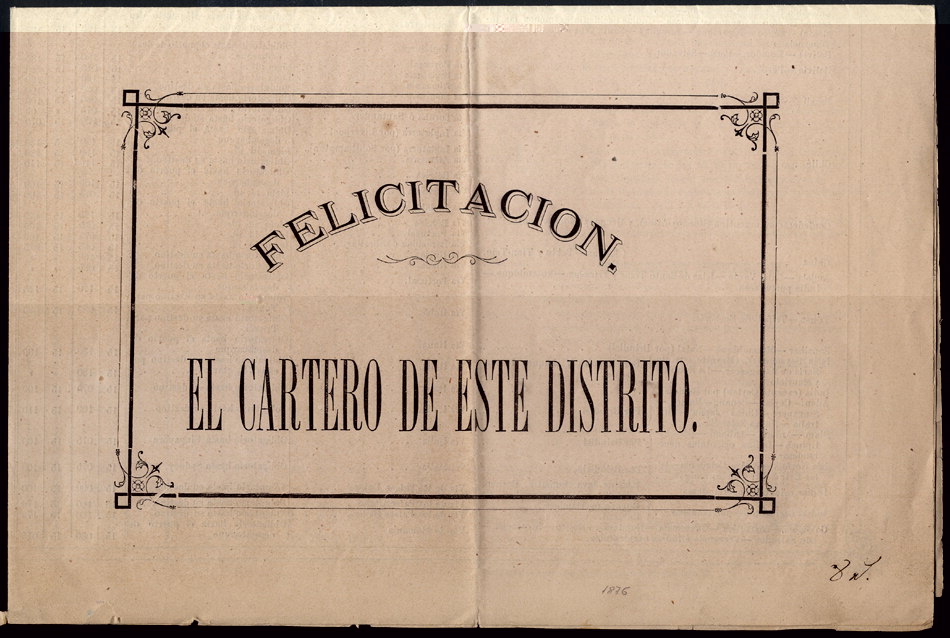 FELICITACION.
EL CARTERO DE ESTE DISTRITO.
1876